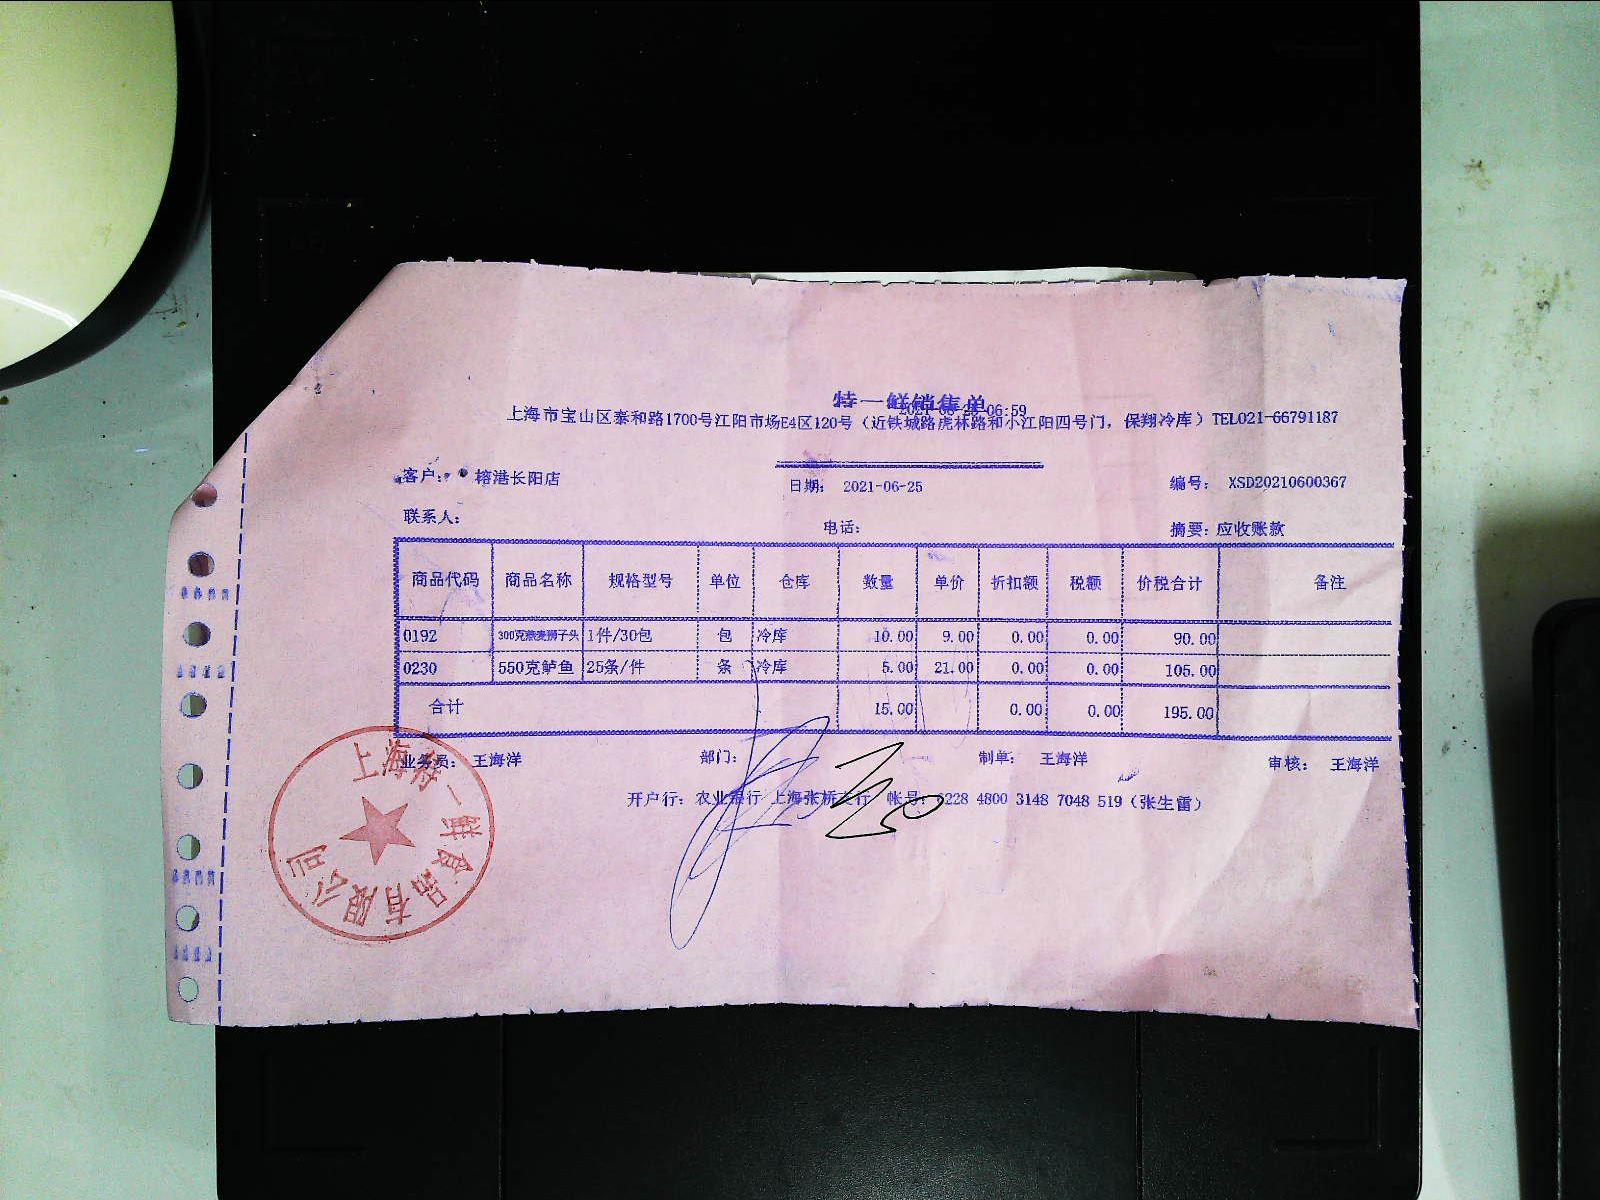 特一鲜销售单
上海市宝山区泰和路1700号江阳市场E4区120号（近铁城路虎林路和小江阳四号门，保翔冷库）TEL021-66791187
客户： 榕港长阳店 日期： 2021-06-25 编号： XSD20210600367
联系人： 电话： 摘要：应收账款
商品代码 商品名称 规格型号 单位 仓库 数量 单价 折扣额 税额 价税合计 备注
0192 300克燕麦狮子头 1件/30包 包 冷库 10.00 9.00 0.00 0.00 90.00
0230 550克鲈鱼 25条/件 条 冷库 5.00 21.00 0.00 0.00 105.00
合计 15.00 0.00 0.00 195.00
业务员： 王海洋 部门： 制单： 王海洋 审核： 王海洋
开户行：农业银行 上海张桥支行 帐号： 6228 4800 3148 7048 519（张生雷）
上海特一鲜食品有限公司